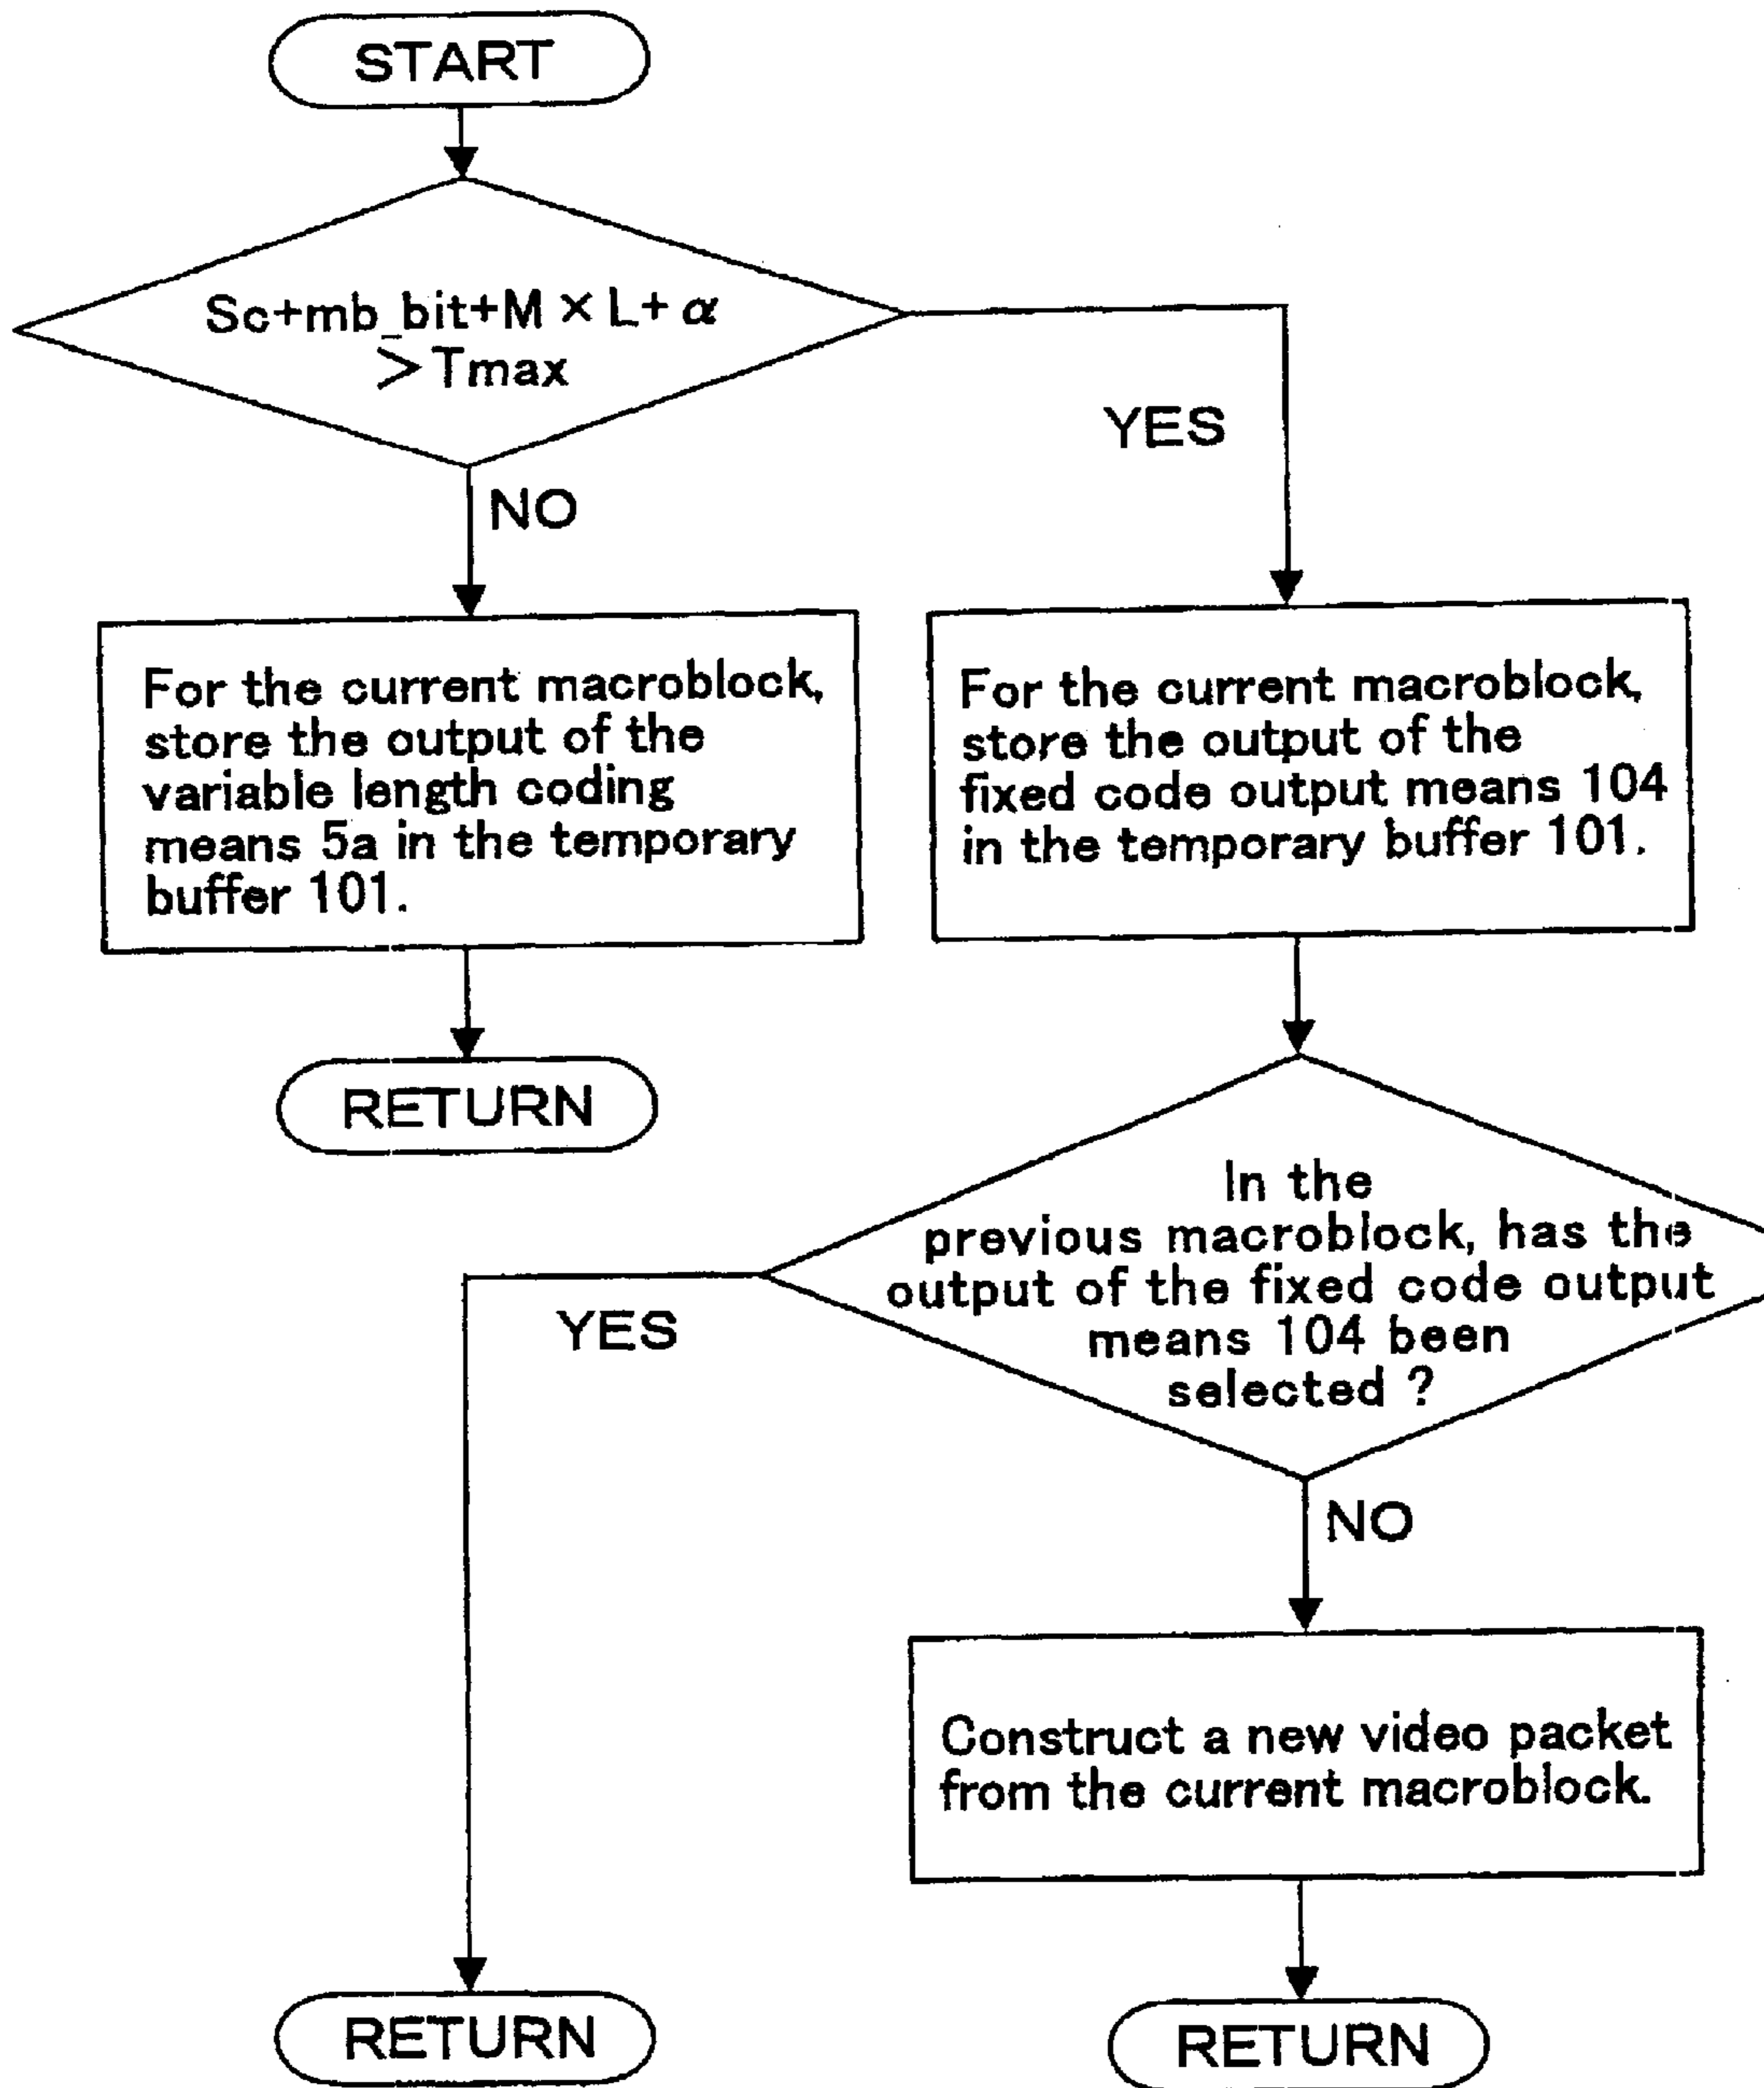 START
Sc+mb_bit+M × L+ α
> Tmax
YES
NO
For the current macroblock,
store the output of the
variable length coding
means 5a in the temporary
buffer 101.
For the current macroblock,
store the output of the
fixed code output means 104
in the temporary buffer 101.
RETURN
In the
previous macroblock, has the
output of the fixed code output
means 104 been
selected ?
YES
NO
Construct a new video packet
from the current macroblock.
RETURN
RETURN